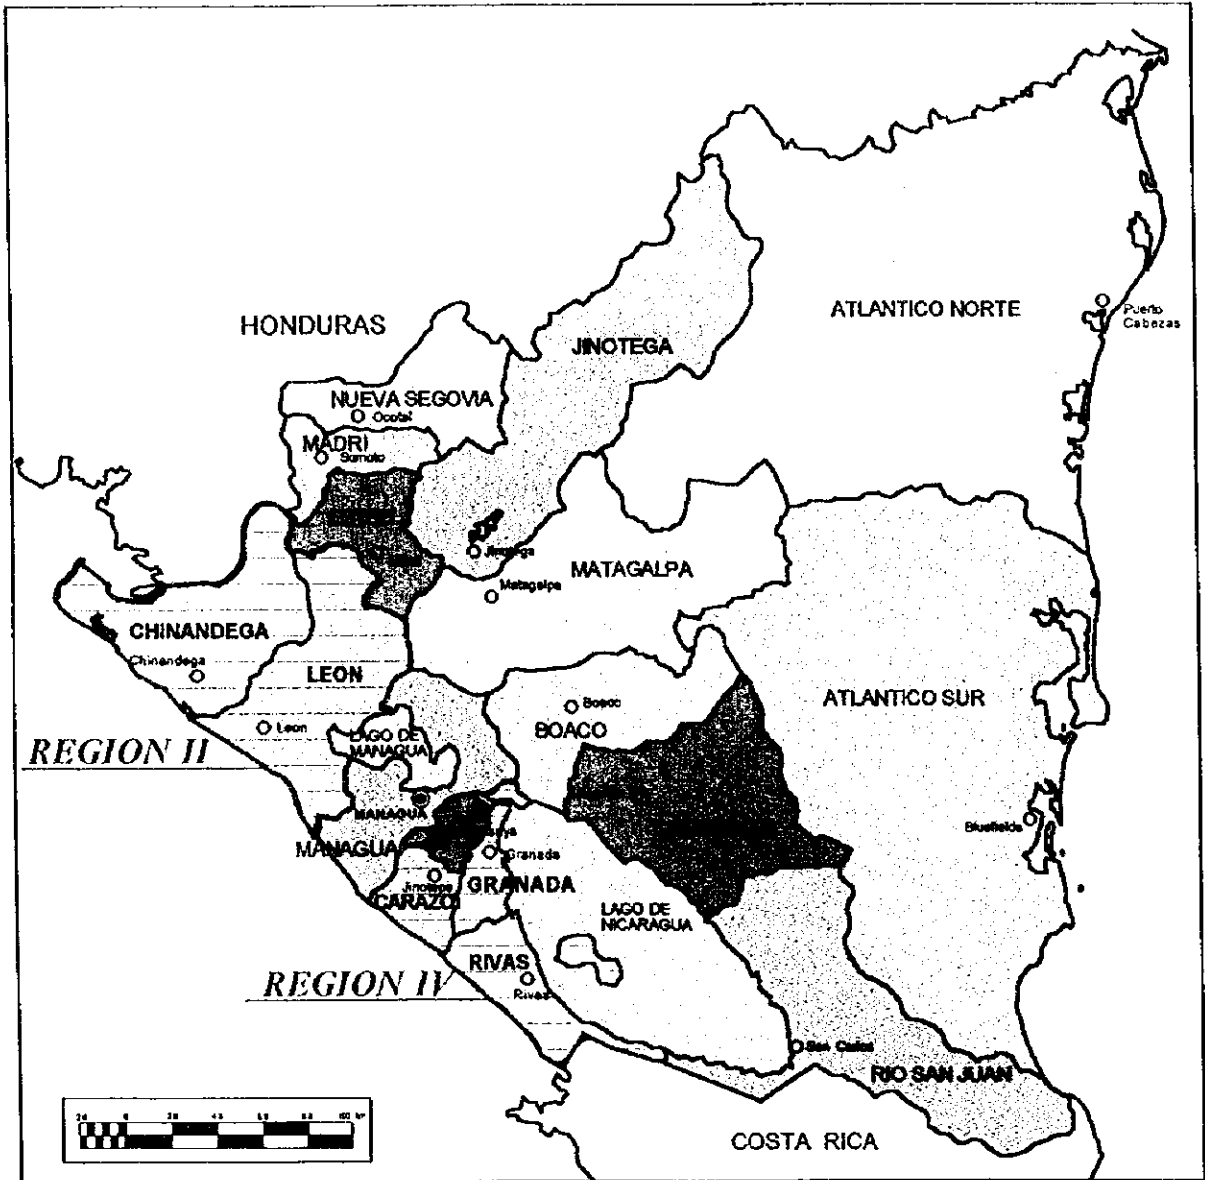 HONDURAS
ATLANTICO NORTE
Puerto
Cabezas
JINOTEGA
NUEVA SEGOVIA
Ocotal
MADRI
Somoto
Jinotega
MATAGALPA
Matagalpa
CHINANDEGA
Chinandega
LEON
Leon
ATLANTICO SUR
Boaco
BOACO
LAGO DE
MANAGUA
REGION II
MANAGUA
MANAGUA
Bluefields
Granada
Jinotepe
GRANADA
CARAZO
LAGO DE
NICARAGUA
RIVAS
Rivas
REGION IV
San Carlos
RIO SAN JUAN
COSTA RICA